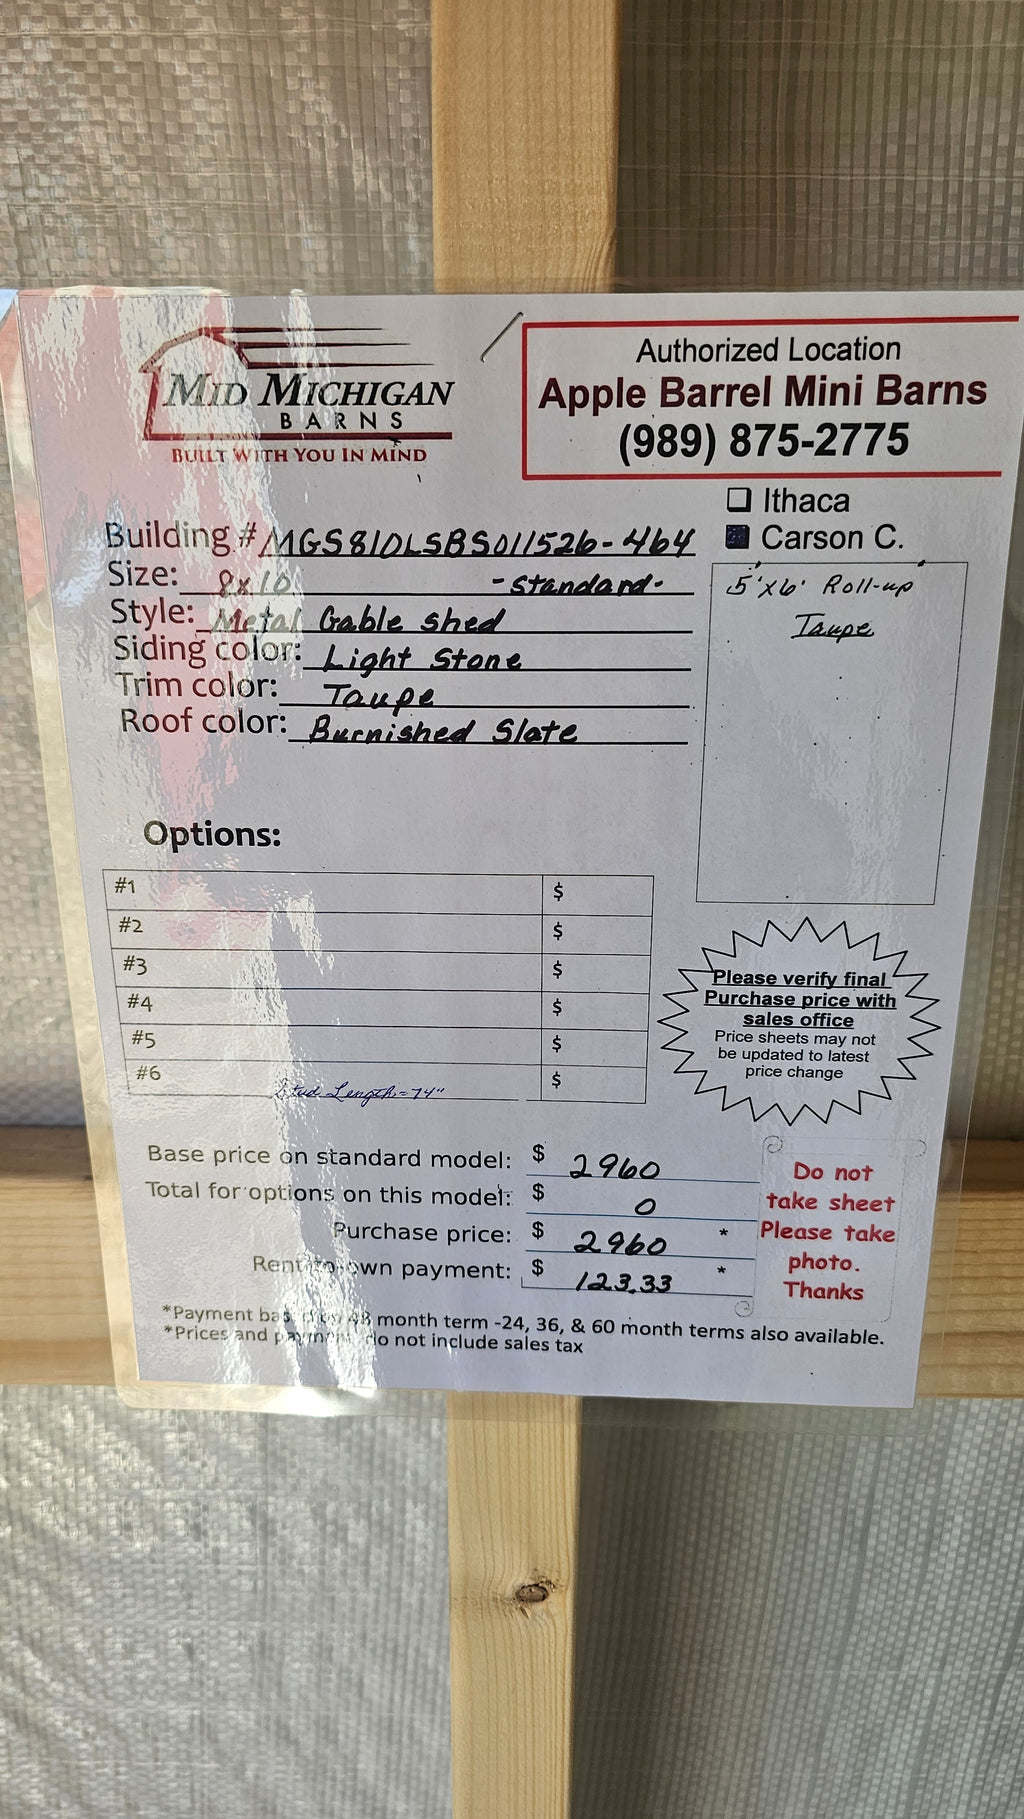 MID MICHIGAN
BARNS
BUILT WITH YOU IN MIND
Authorized Location
Apple Barrel Mini Barns
(989) 875-2775
Ithaca
Carson C.
Building # MGS810LSBS011526-464
Size: 8x10 -Standard-
Style: Metal Gable Shed
Siding color: Light Stone
Trim color: Taupe
Roof color: Burnished Slate
5'x6' Roll-up
Taupe
Options:
#1 $
#2 $
#3 $
#4 $
#5 $
#6 $
Stud Length = 74"
Please verify final
Purchase price with
sales office
Price sheets may not
be updated to latest
price change
Base price on standard model: $ 2960
Total for options on this model: $ 0
Purchase price: $ 2960 *
Rent to own payment: $ 123.33 *
Do not
take sheet
Please take
photo.
Thanks
*Payment based on 48 month term -24, 36, & 60 month terms also available.
*Prices and payment do not include sales tax